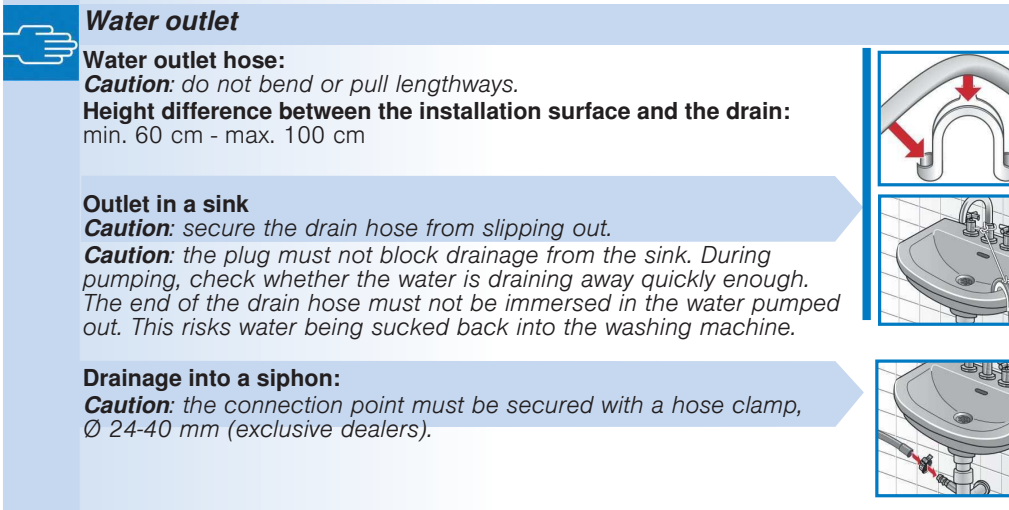 Water outlet
Water outlet hose:
Caution: do not bend or pull lengthways.
Height difference between the installation surface and the drain:
min. 60 cm - max. 100 cm
Outlet in a sink
Caution: secure the drain hose from slipping out.
Caution: the plug must not block drainage from the sink. During
pumping, check whether the water is draining away quickly enough.
The end of the drain hose must not be immersed in the water pumped
out. This risks water being sucked back into the washing machine.
Drainage into a siphon:
Caution: the connection point must be secured with a hose clamp,
Ø 24-40 mm (exclusive dealers).